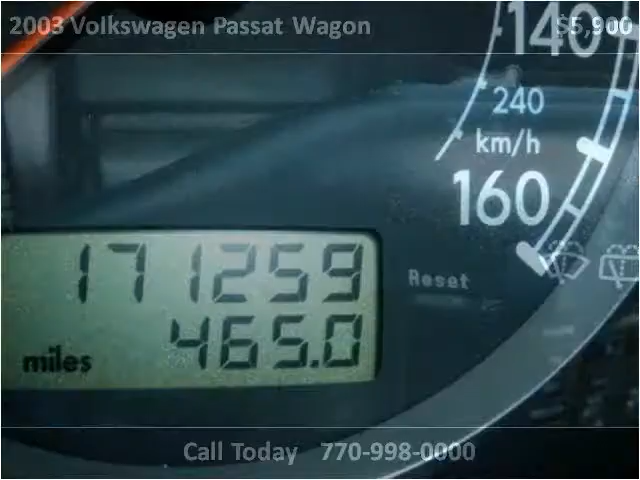 2003 Volkswagen Passat Wagon $5,900
140
240
km/h
160
171259
Reset
465.0
miles
Call Today 770-998-0000